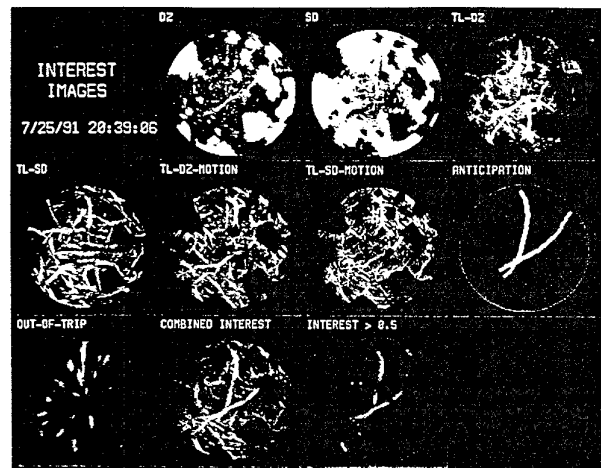 DZ
SD
TL-DZ
INTEREST
IMAGES
7/25/91 20:39:06
TL-SD
TL-DZ-MOTION
TL-SD-MOTION
ANTICIPATION
OUT-OF-TRIP
COMBINED INTEREST
INTEREST > 0.5